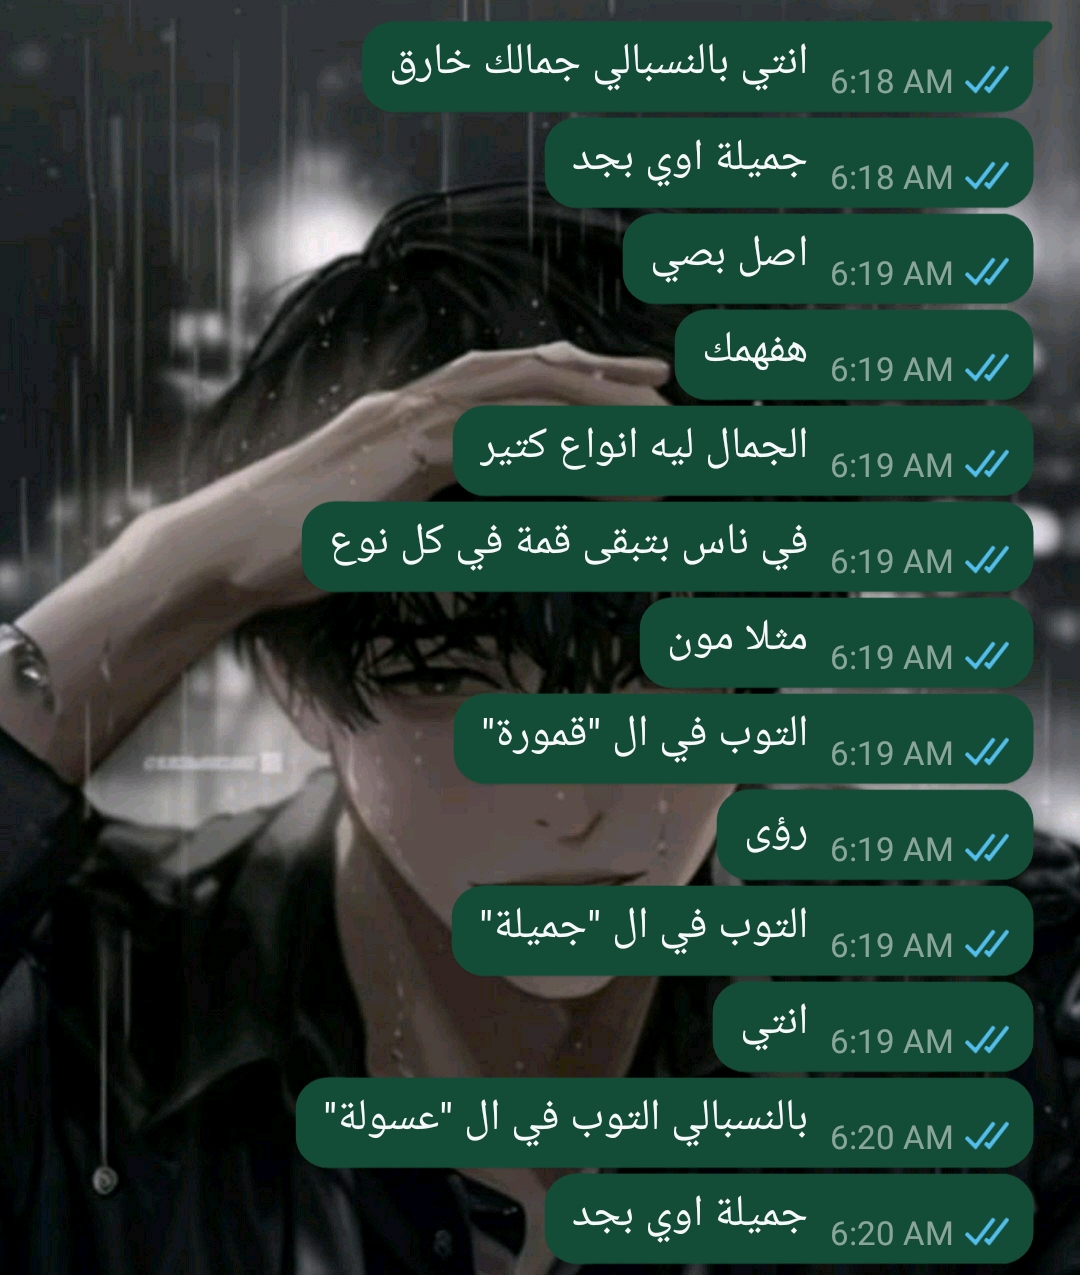 انتي بالنسبالي جمالك خارق
6:18 AM
جميلة اوي بجد
6:18 AM
اصل بصي
6:19 AM
هفهمك
6:19 AM
الجمال ليه انواع كتير
6:19 AM
في ناس بتبقى قمة في كل نوع
6:19 AM
مثلا مون
6:19 AM
التوب في ال "قمورة"
6:19 AM
رؤى
6:19 AM
التوب في ال "جميلة"
6:19 AM
انتي
6:19 AM
بالنسبالي التوب في ال "عسولة"
6:20 AM
جميلة اوي بجد
6:20 AM